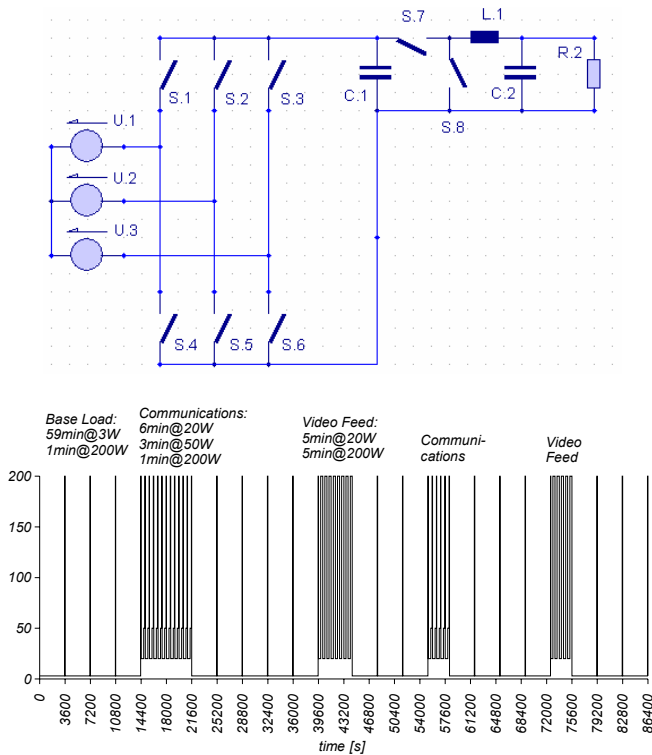 S.7
L.1
R.2
S.1
S.2
S.3
C.1
C.2
S.8
U.1
U.2
U.3
S.4
S.5
S.6
Base Load:
59min@3W
1min@200W
Communications:
6min@20W
3min@50W
1min@200W
Video Feed:
5min@20W
5min@200W
Communi-
cations
Video
Feed
200
150
100
50
0
0
3600
7200
10800
14400
18000
21600
25200
28800
32400
36000
39600
43200
46800
50400
54000
57600
61200
64800
68400
72000
75600
79200
82800
86400
time [s]